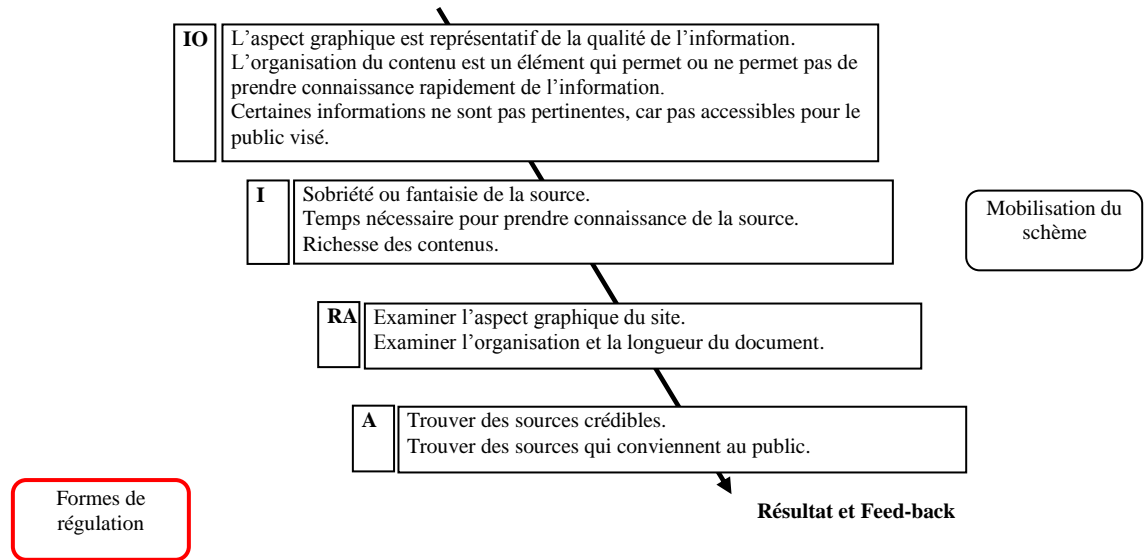 IO
L’aspect graphique est représentatif de la qualité de l’information.
L’organisation du contenu est un élément qui permet ou ne permet pas de
prendre connaissance rapidement de l’information.
Certaines informations ne sont pas pertinentes, car pas accessibles pour le
public visé.
I
Sobriété ou fantaisie de la source.
Temps nécessaire pour prendre connaissance de la source.
Richesse des contenus.
Mobilisation du
schème
RA
Examiner l’aspect graphique du site.
Examiner l’organisation et la longueur du document.
A
Trouver des sources crédibles.
Trouver des sources qui conviennent au public.
Formes de
régulation
Résultat et Feed-back